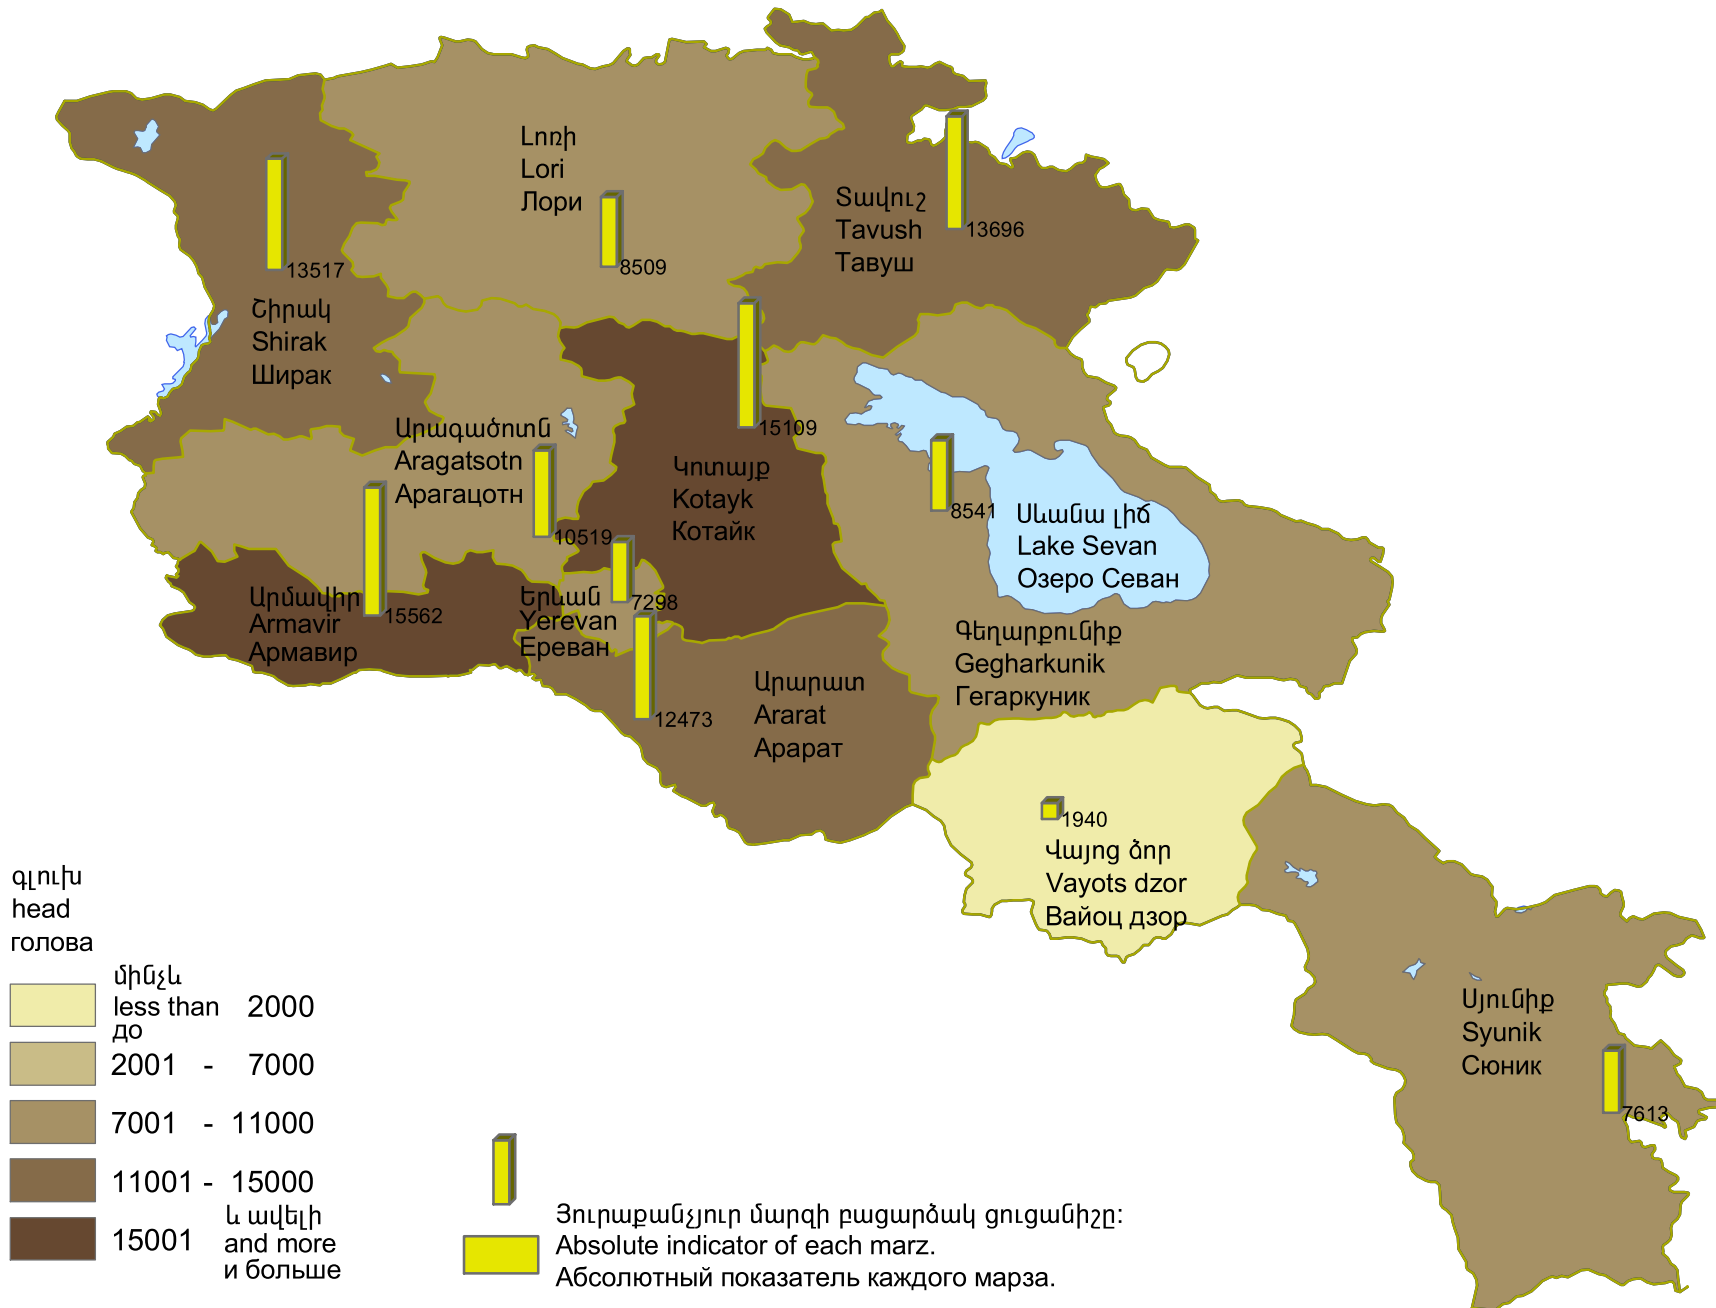 Լոռի
Lori
Лори
8509
Տավուշ
Tavush
Тавуш
13696
13517
Շիրակ
Shirak
Ширак
Արագածոտն
Aragatsotn
Арагацотн
10519
15109
Կոտայք
Kotayk
Котайк
8541
Սևանա լիճ
Lake Sevan
Озеро Севан
Արմավիր
Armavir
Армавир
15562
Երևան
Yerevan
Ереван
7298
Գեղարքունիք
Gegharkunik
Гегаркуник
12473
Արարատ
Ararat
Арарат
1940
Վայոց ձոր
Vayots dzor
Вайоц дзор
Սյունիք
Syunik
Сюник
7613
գլուխ
head
голова
մինչև
less than 2000
до
2001 - 7000
7001 - 11000
11001 - 15000
և ավելի
15001 and more
и больше
Յուրաքանչյուր մարզի բացարձակ ցուցանիշը:
Absolute indicator of each marz.
Абсолютный показатель каждого марза.